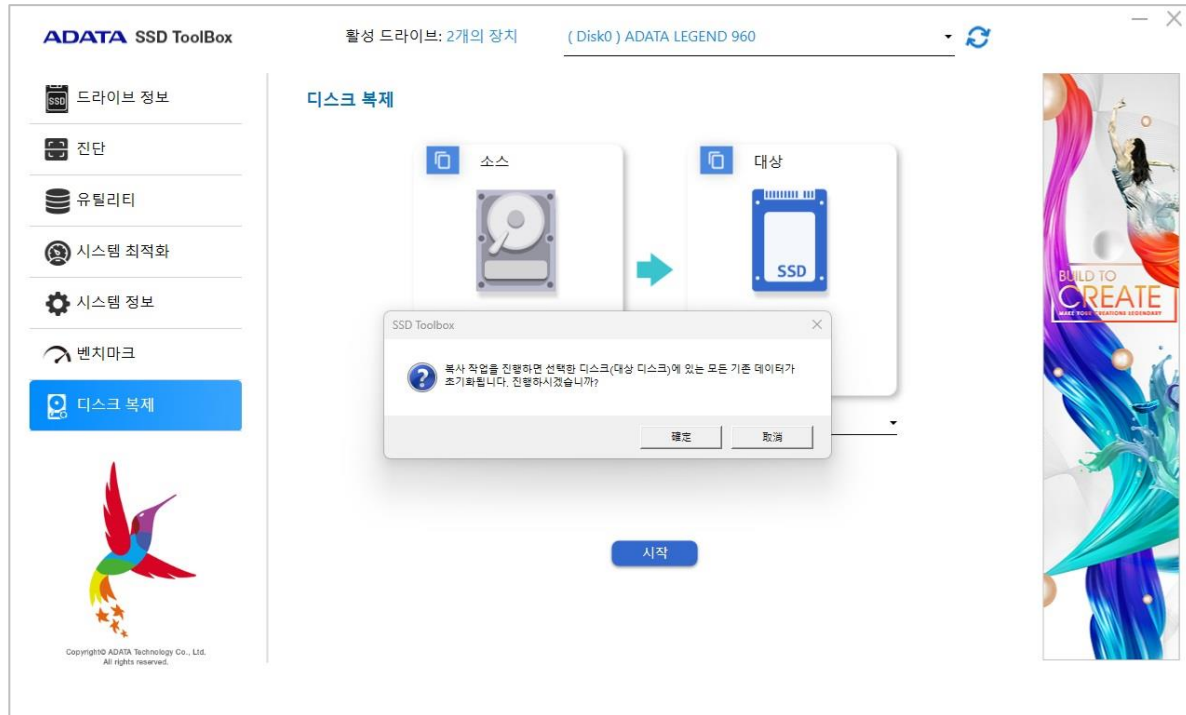 ADATA SSD ToolBox
활성 드라이브: 2개의 장치
( Disk0 ) ADATA LEGEND 960
SSD
드라이브 정보
진단
유틸리티
시스템 최적화
시스템 정보
벤치마크
디스크 복제
Copyright© ADATA Technology Co., Ltd.
All rights reserved.
디스크 복제
소스
대상
SSD
SSD Toolbox
복사 작업을 진행하면 선택한 디스크(대상 디스크)에 있는 모든 기존 데이터가
초기화됩니다. 진행하시겠습니까?
確定
取消
시작
BUILD TO
CREATE
MAKE YOUR CREATIONS LEGENDARY